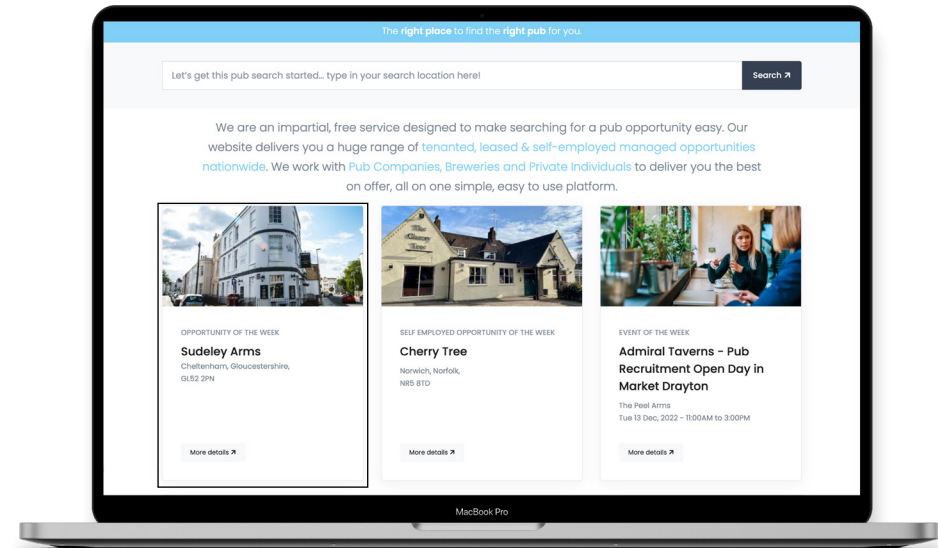 The right place to find the right pub for you.
Let's get this pub search started... type in your search location here!
Search ↗
We are an impartial, free service designed to make searching for a pub opportunity easy. Our
website delivers you a huge range of tenanted, leased & self-employed managed opportunities
nationwide. We work with Pub Companies, Breweries and Private Individuals to deliver you the best
on offer, all on one simple, easy to use platform.
OPPORTUNITY OF THE WEEK
Sudeley Arms
Cheltenham, Gloucestershire,
GL52 2PN
More details ↗
The
Cherry
Tree
SELF EMPLOYED OPPORTUNITY OF THE WEEK
Cherry Tree
Norwich, Norfolk,
NR5 8TD
More details ↗
EVENT OF THE WEEK
Admiral Taverns - Pub
Recruitment Open Day in
Market Drayton
The Peel Arms
Tue 13 Dec, 2022 - 11:00AM to 3:00PM
More details ↗
MacBook Pro